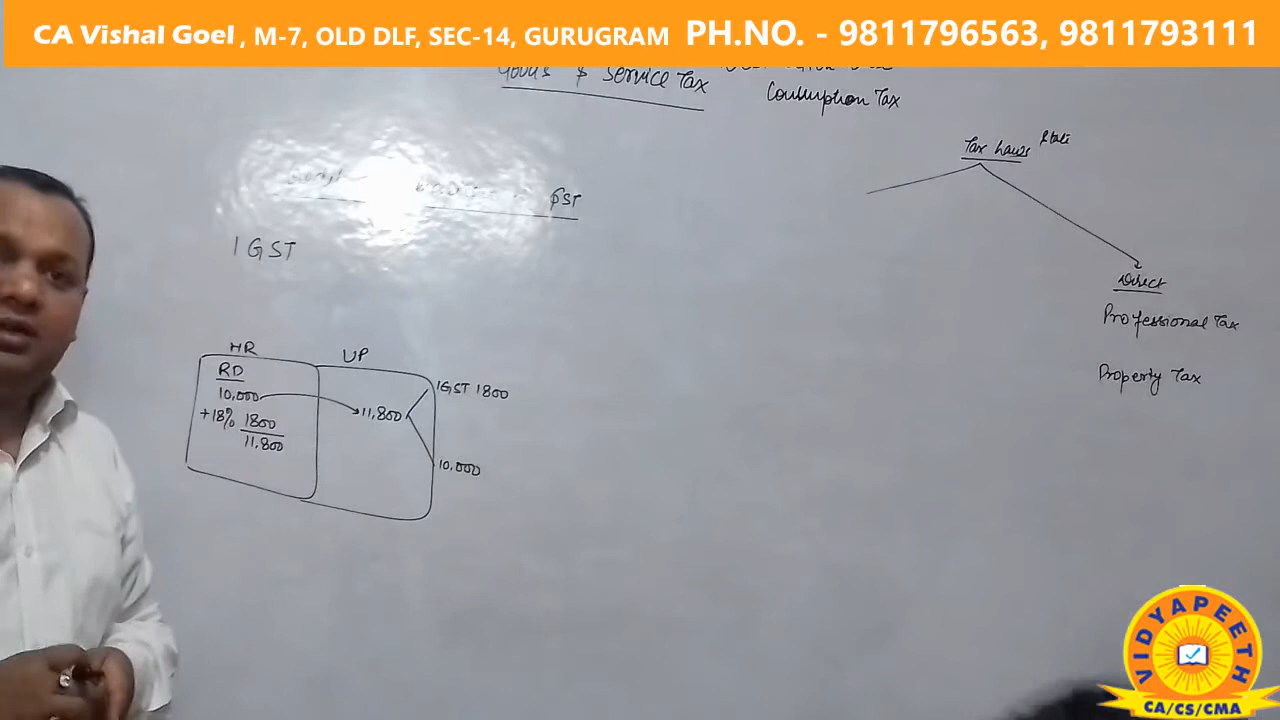 CA Vishal Goel, M-7, OLD DLF, SEC-14, GURUGRAM PH.NO. - 9811796563, 9811793111
Goods & Service Tax
Consumption Tax
Tax Laws State
GST
IGST
Direct
Professional Tax
Property Tax
HR UP
RD
10,000
+18% 1800
11,800
11,800
IGST 1800
10,000
VIDYAPEETH
CA/CS/CMA